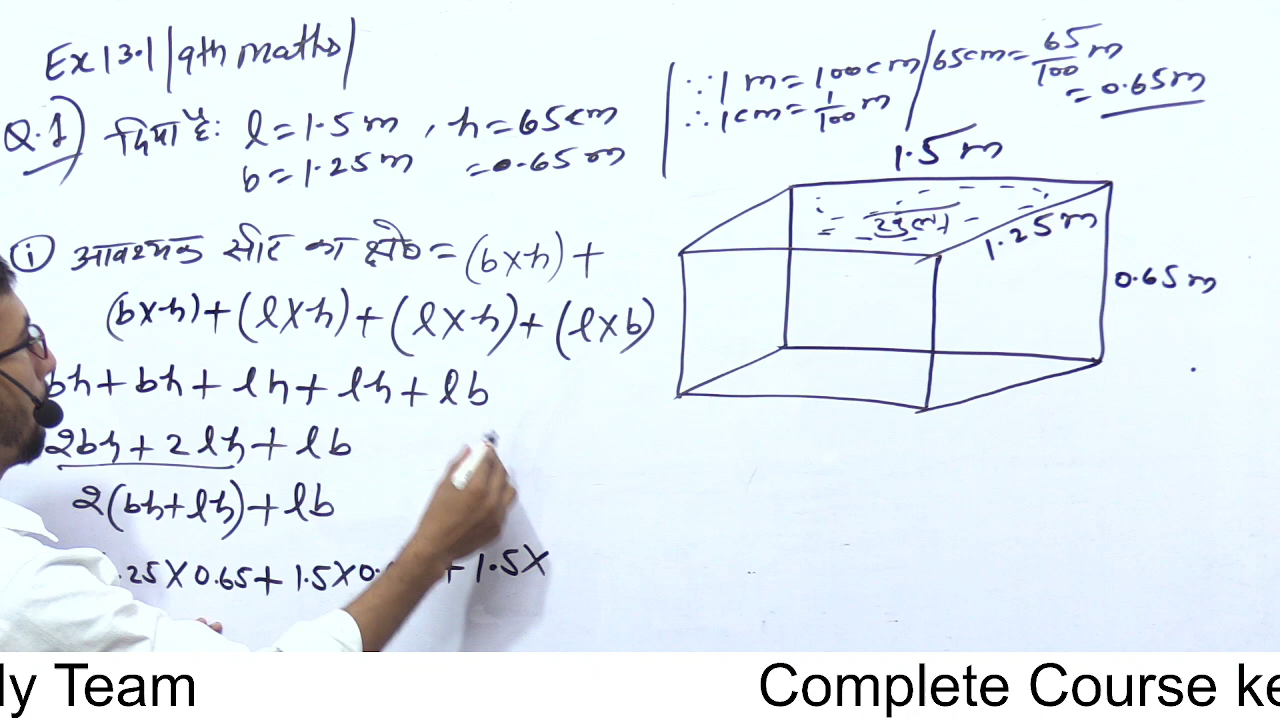 Ex 13.1 | 9th maths |
Q.1) दिया है: l = 1.5 m , h = 65 cm
b = 1.25 m = 0.65 m
∵ 1 m = 100 cm
∴ 1 cm = 1/100 m
65 cm = 65/100 m
= 0.65 m
1.5 m
खुला
1.25 m
0.65 m
(i) आवश्यक सीट का क्षे० = (b×h) +
(b×h) + (l×h) + (l×h) + (l×b)
bh + bh + lh + lh + lb
2bh + 2lh + lb
2(bh + lh) + lb
.25 × 0.65 + 1.5 × 0. + 1.5 ×
ly Team
Complete Course ke